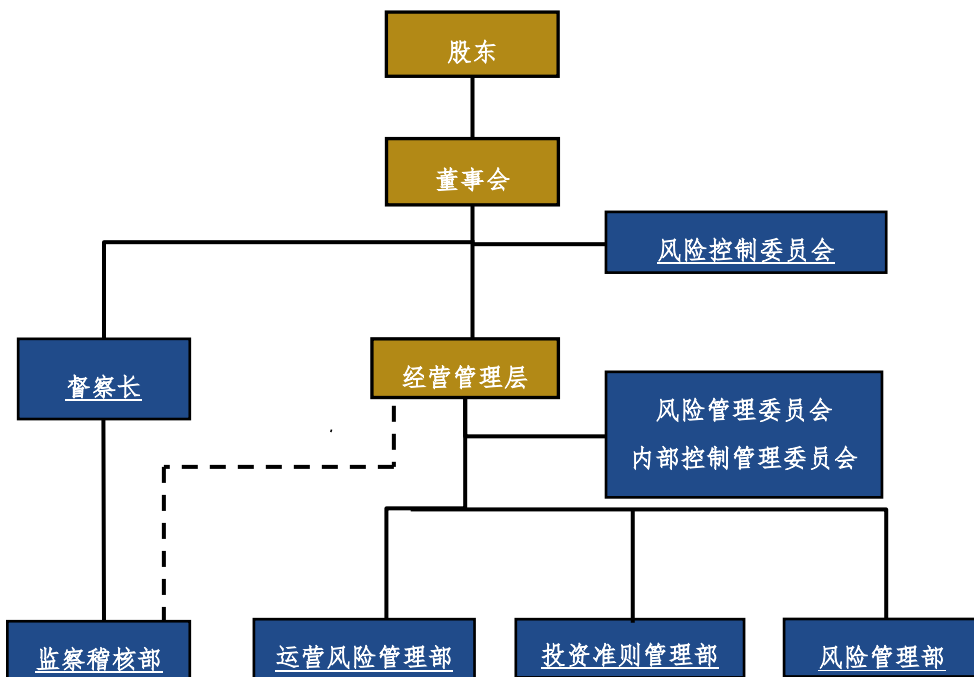 股东
董事会
风险控制委员会
督察长
经营管理层
风险管理委员会
内部控制管理委员会
监察稽核部
运营风险管理部
投资准则管理部
风险管理部